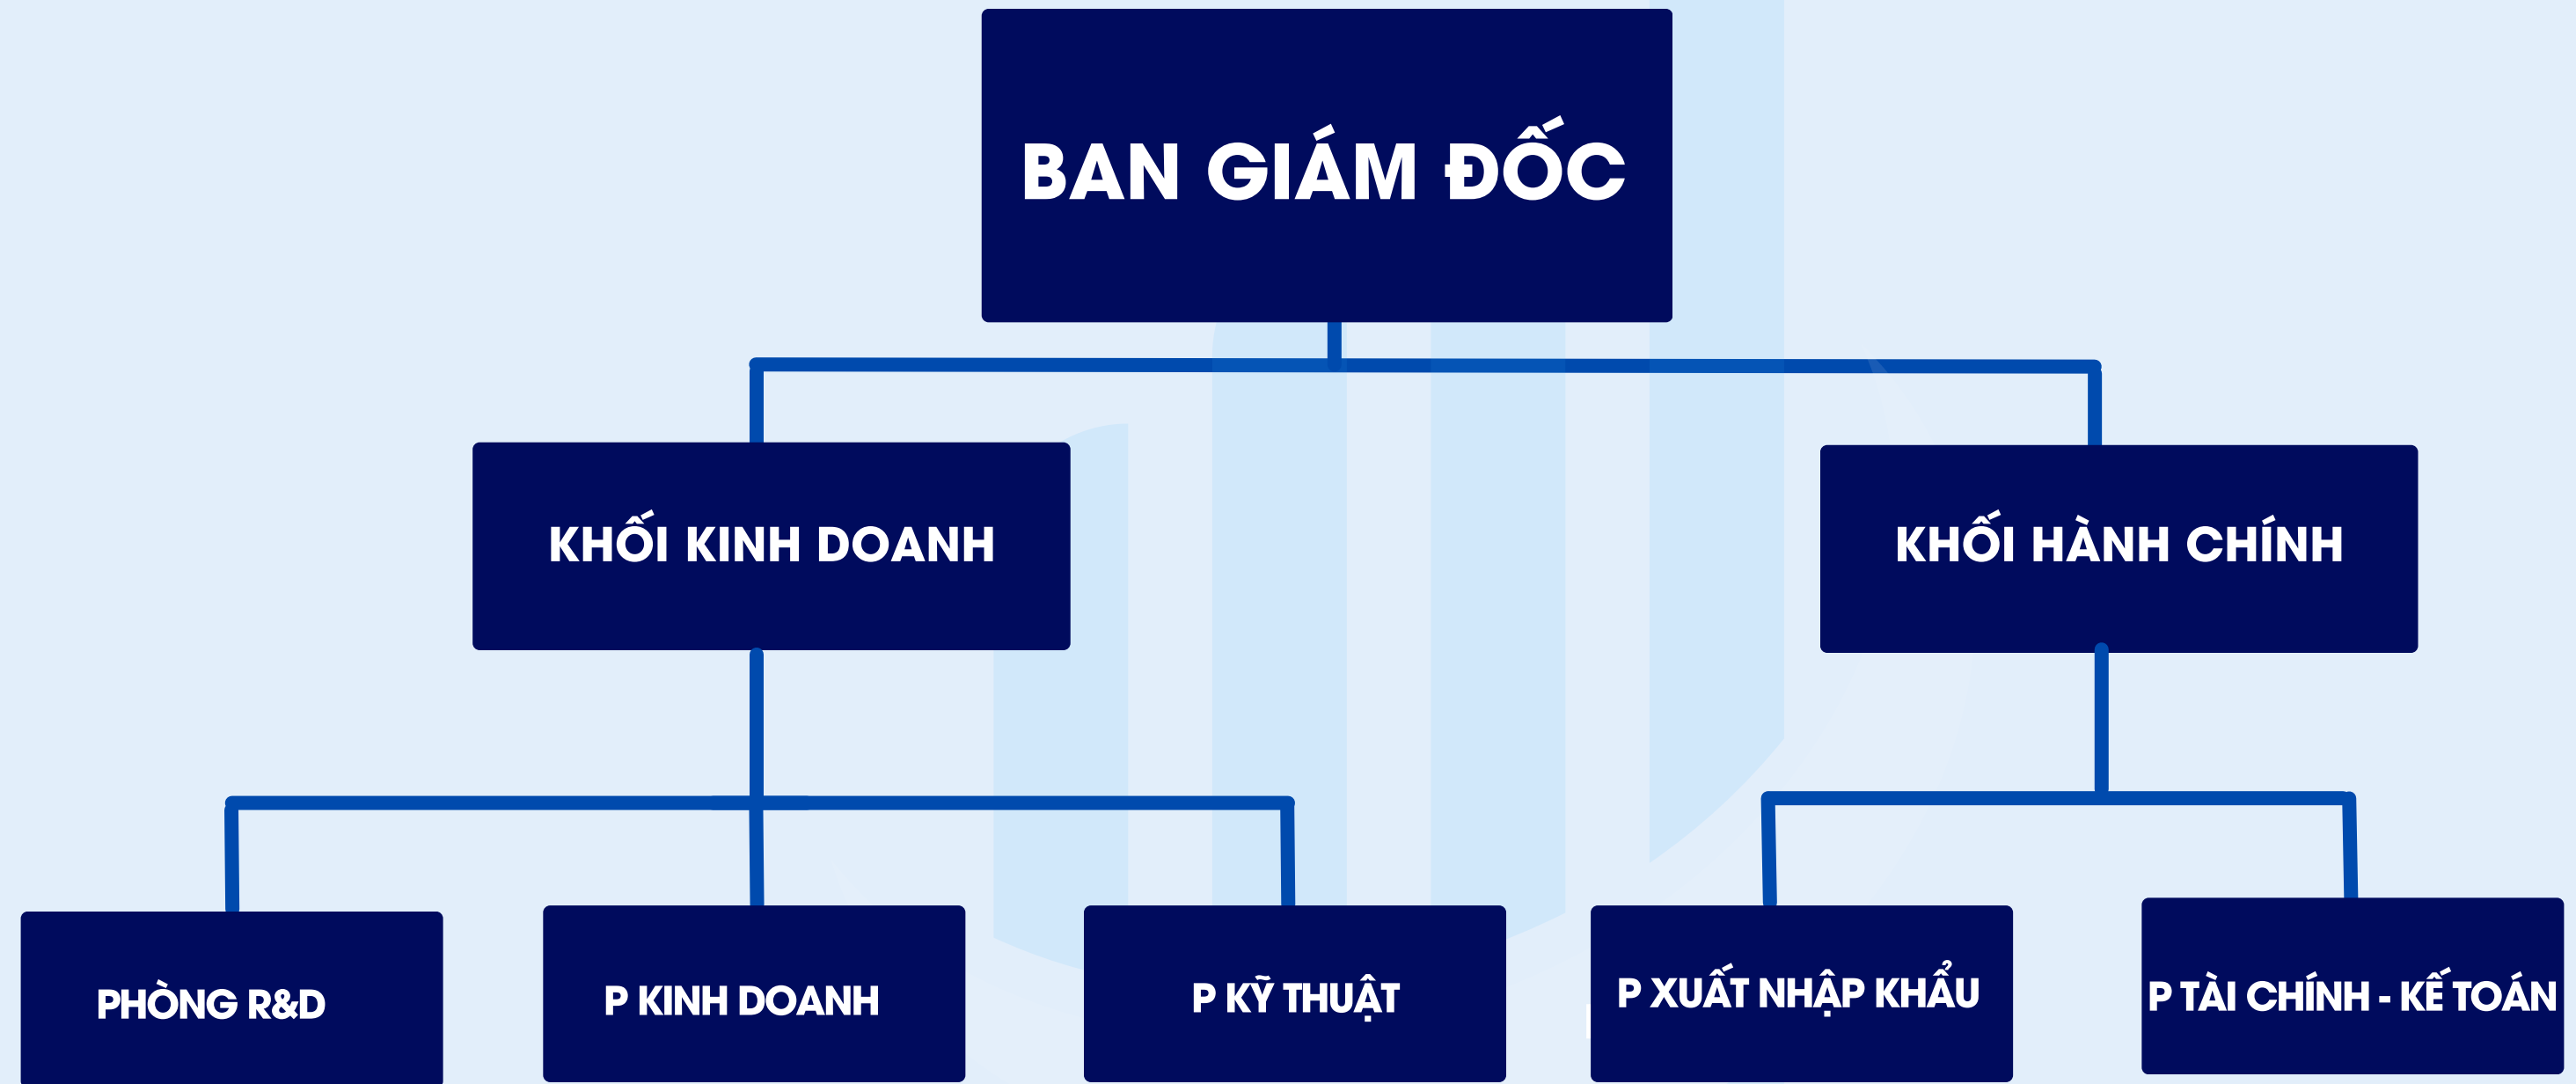 BAN GIÁM ĐỐC
KHỐI KINH DOANH
KHỐI HÀNH CHÍNH
PHÒNG R&D
P KINH DOANH
P KỸ THUẬT
P XUẤT NHẬP KHẨU
P TÀI CHÍNH - KẾ TOÁN